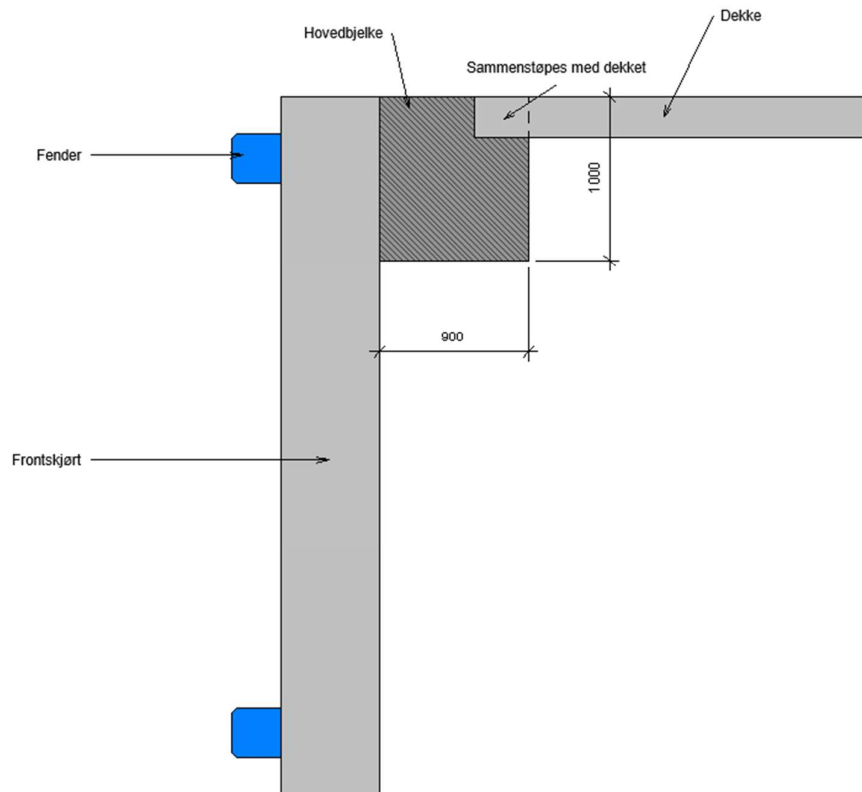 Dekke
Hovedbjelke
Sammenstøpes med dekket
Fender
1000
900
Frontskjørt